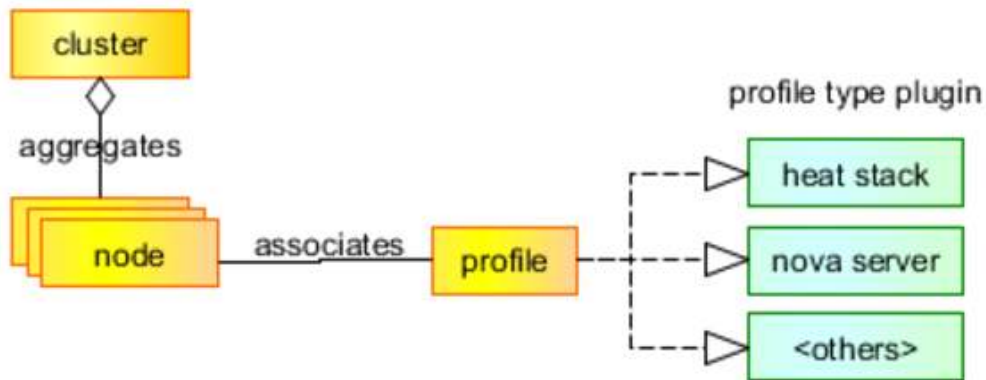 cluster
aggregates
node
associates
profile
profile type plugin
heat stack
nova server
<others>